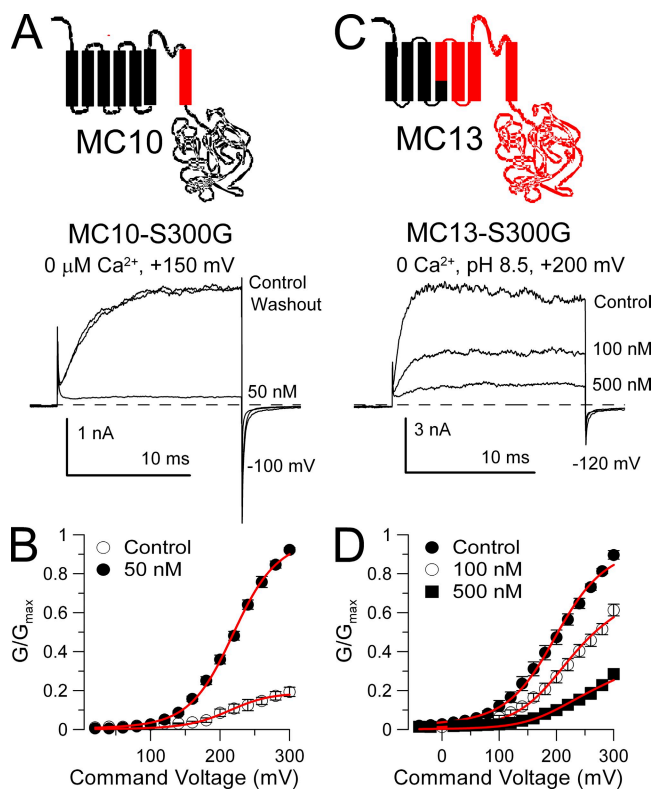 A
MC10
MC10-S300G
0 μM Ca²⁺, +150 mV
Control
Washout
50 nM
1 nA
10 ms
-100 mV
C
MC13
MC13-S300G
0 Ca²⁺, pH 8.5, +200 mV
Control
100 nM
500 nM
3 nA
10 ms
-120 mV
B
Control
50 nM
G/Gmax
1
0.8
0.6
0.4
0.2
0
100 200 300
Command Voltage (mV)
D
Control
100 nM
500 nM
G/Gmax
1
0.8
0.6
0.4
0.2
0
0 100 200 300
Command Voltage (mV)